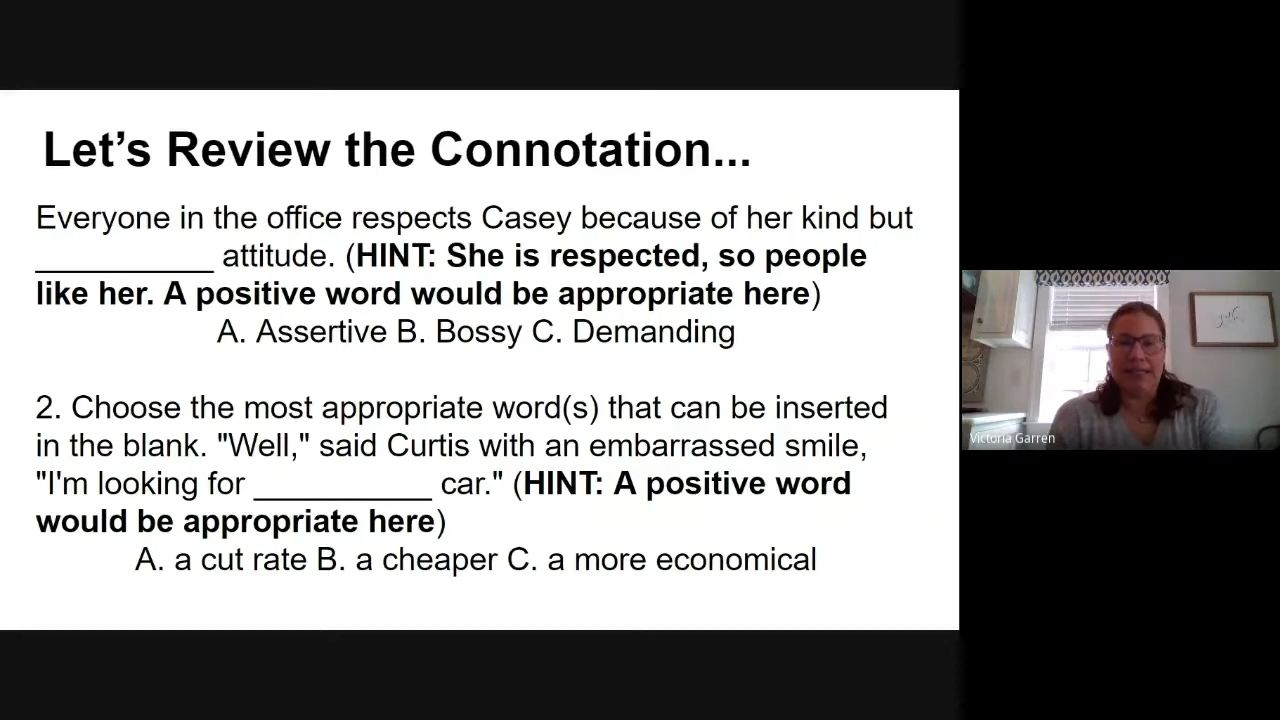 Let’s Review the Connotation...
Everyone in the office respects Casey because of her kind but
__________ attitude. (HINT: She is respected, so people
like her. A positive word would be appropriate here)
A. Assertive B. Bossy C. Demanding
2. Choose the most appropriate word(s) that can be inserted
in the blank. "Well," said Curtis with an embarrassed smile,
"I'm looking for __________ car." (HINT: A positive word
would be appropriate here)
A. a cut rate B. a cheaper C. a more economical
Victoria Garren